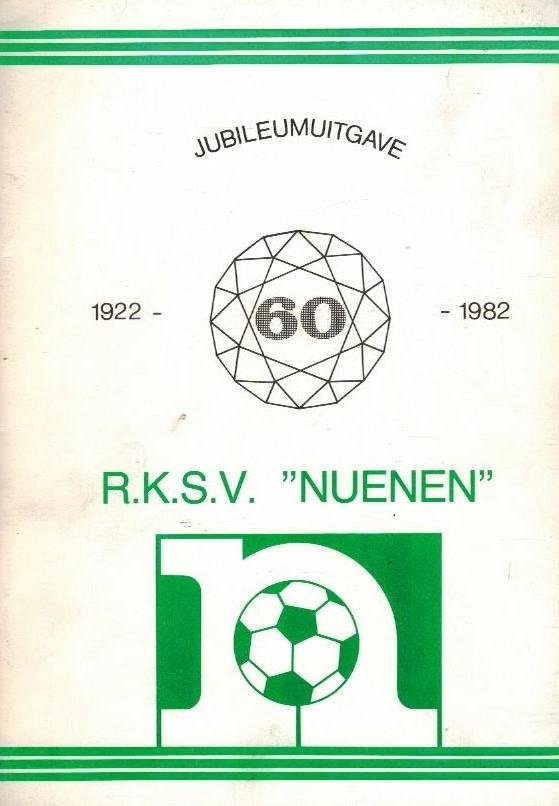 JUBILEUMUITGAVE
1922 - 60 - 1982
R.K.S.V. ”NUENEN”
n